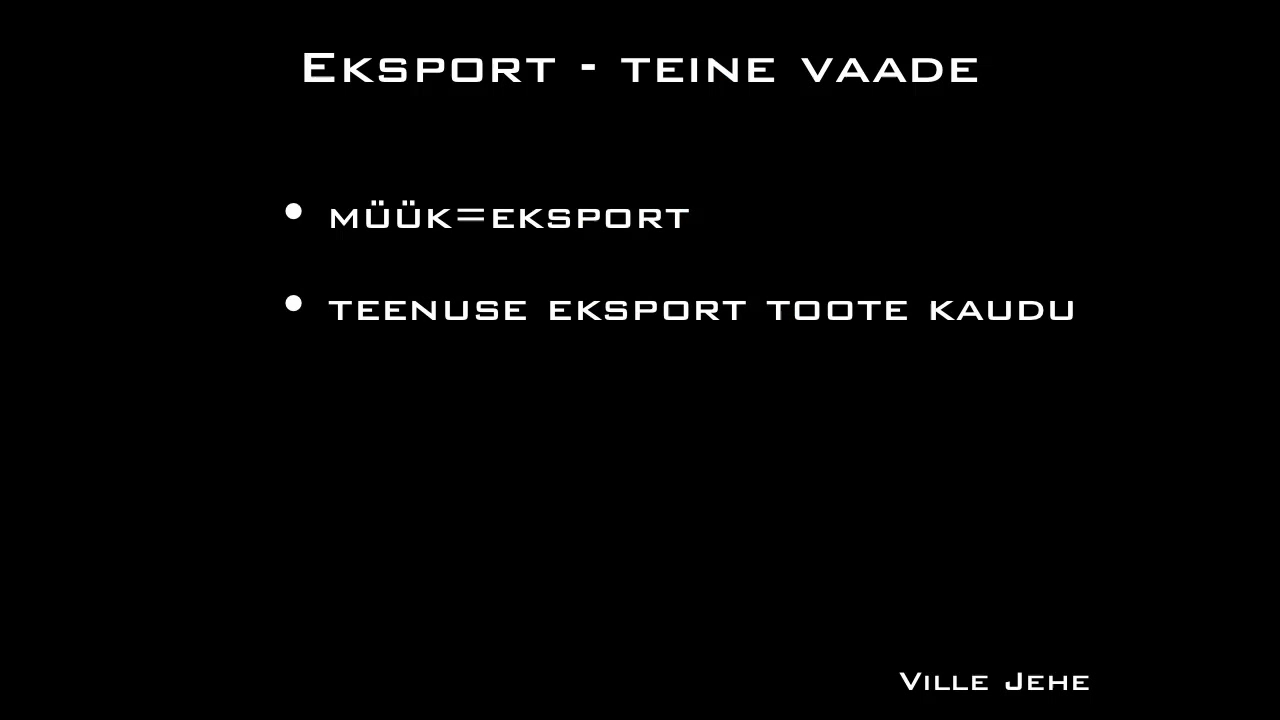 Eksport - teine vaade
• müük=eksport
• teenuse eksport toote kaudu
Ville Jehe